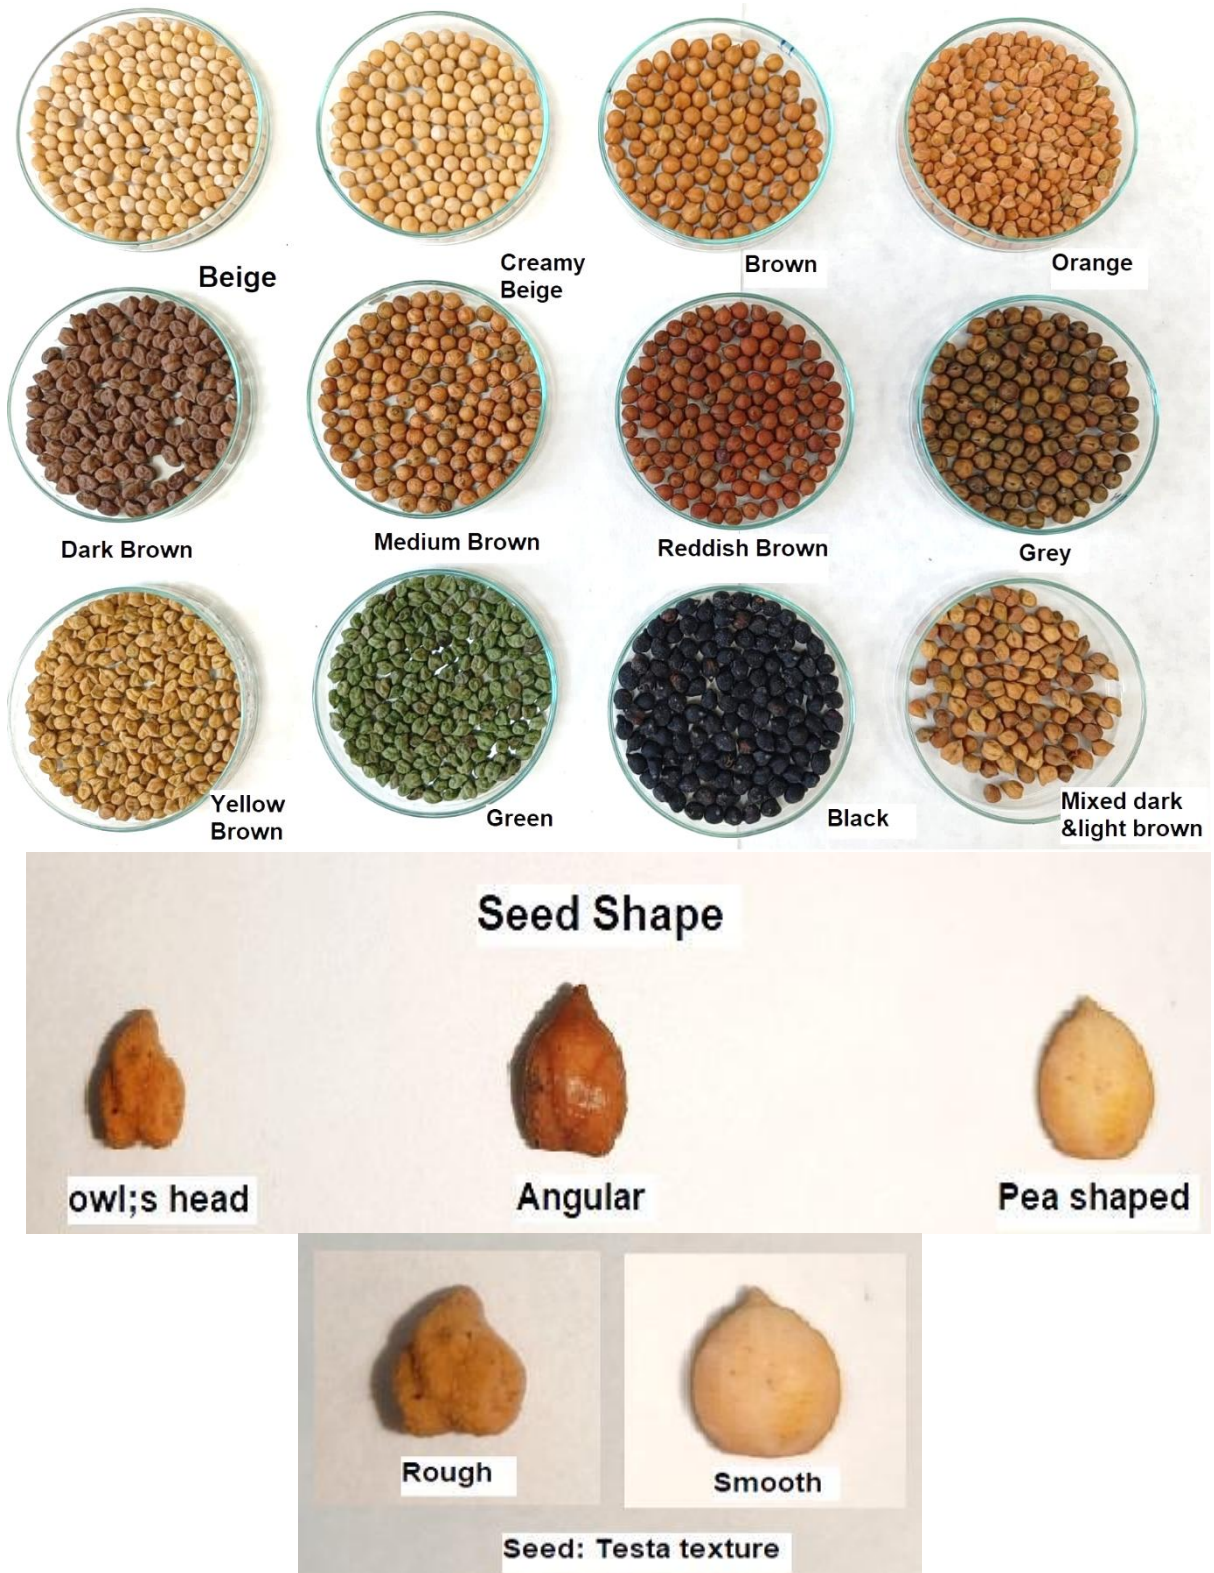 Beige
Creamy
Beige
Brown
Orange
Dark Brown
Medium Brown
Reddish Brown
Grey
Yellow
Brown
Green
Black
Mixed dark
&light brown
Seed Shape
owl;s head
Angular
Pea shaped
Rough
Smooth
Seed: Testa texture